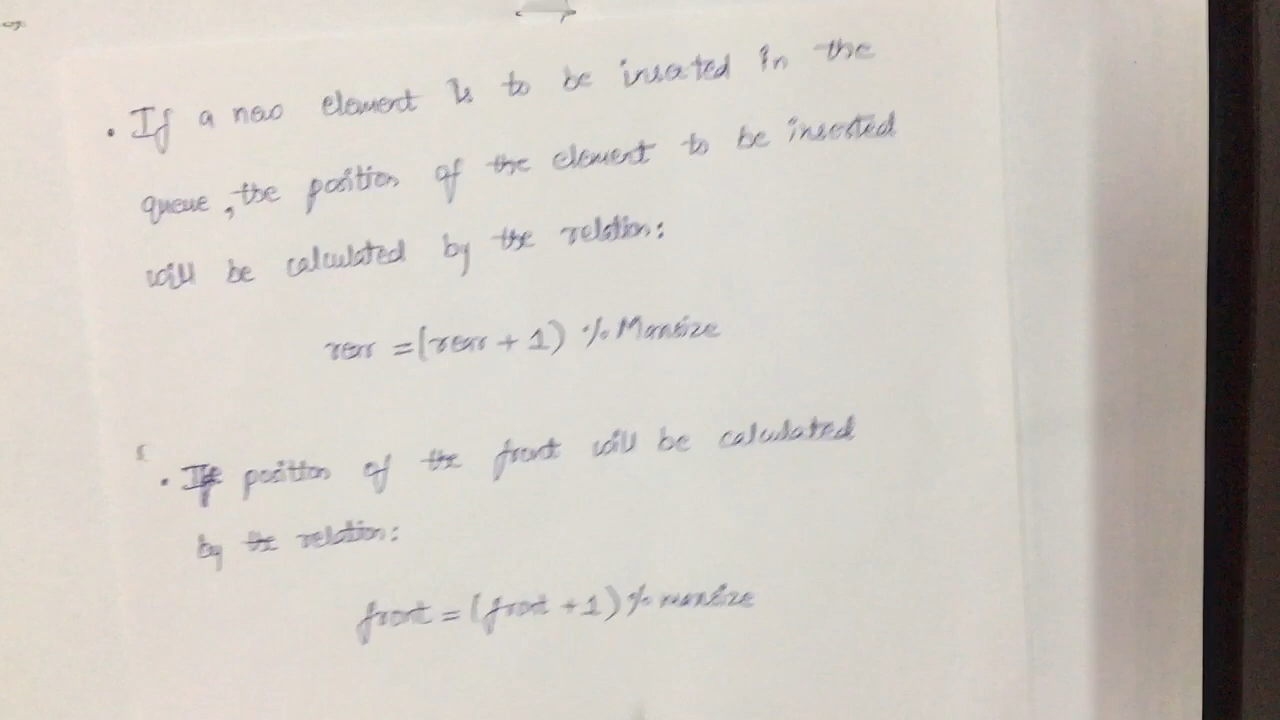 • If a new element is to be inserted in the
queue, the position of the element to be inserted
will be calculated by the relation:
rear = (rear + 1) % Maxsize
• If position of the front will be calculated
by the relation:
front = (front + 1) % maxsize